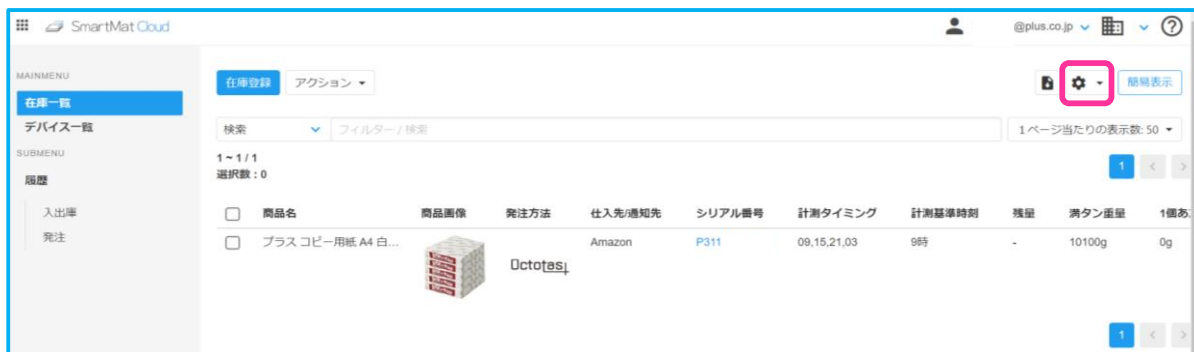 SmartMat Cloud
@plus.co.jp
MAINMENU
在庫一覧
デバイス一覧
SUBMENU
履歴
入出庫
発注
在庫登録 アクション
簡易表示
検索 フィルター / 検索 1ページ当たりの表示数: 50
1 ~ 1 / 1
選択数 : 0
1 < >
商品名 商品画像 発注方法 仕入先/通知先 シリアル番号 計測タイミング 計測基準時刻 残量 満タン重量 1個あ
プラス コピー用紙 A4 白... Amazon P311 09,15,21,03 9時 - 10100g 0g
1 < >